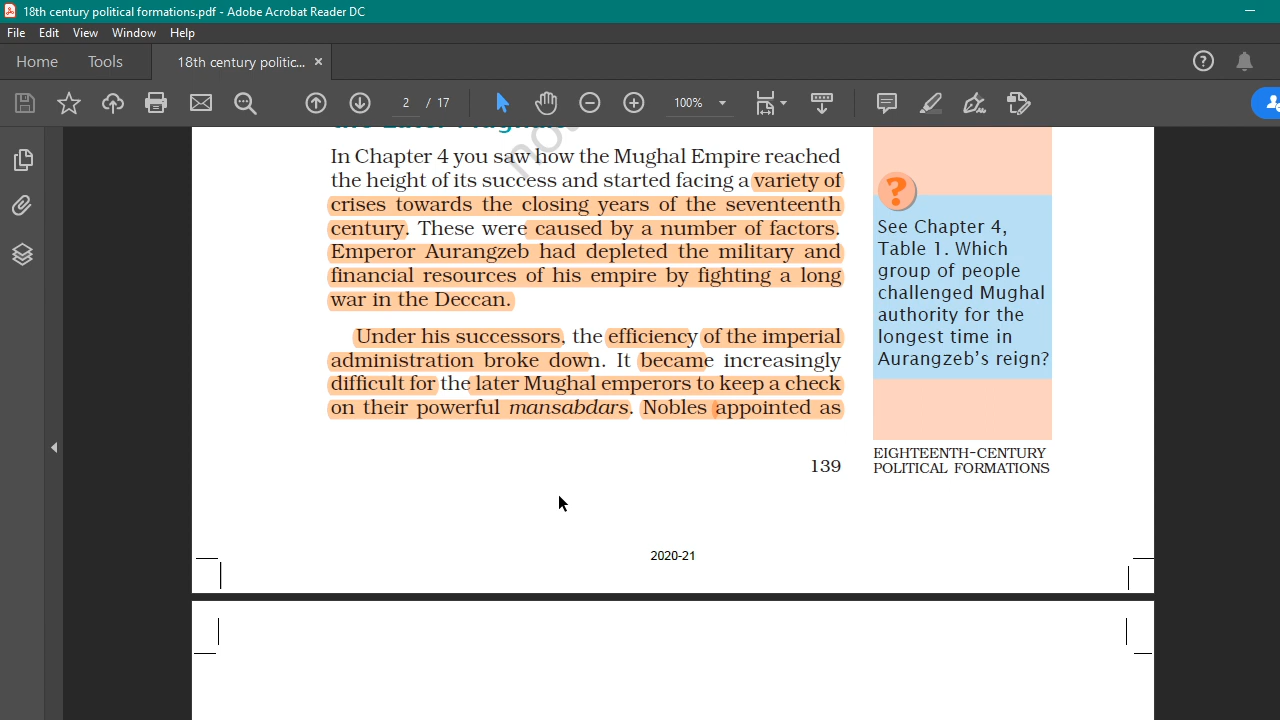 18th century political formations.pdf - Adobe Acrobat Reader DC
File Edit View Window Help
Home Tools 18th century politic... ×
2 / 17 100%
In Chapter 4 you saw how the Mughal Empire reached
the height of its success and started facing a variety of
crises towards the closing years of the seventeenth
century. These were caused by a number of factors.
Emperor Aurangzeb had depleted the military and
financial resources of his empire by fighting a long
war in the Deccan.
Under his successors, the efficiency of the imperial
administration broke down. It became increasingly
difficult for the later Mughal emperors to keep a check
on their powerful mansabdars. Nobles appointed as
?
See Chapter 4,
Table 1. Which
group of people
challenged Mughal
authority for the
longest time in
Aurangzeb's reign?
139
EIGHTEENTH-CENTURY
POLITICAL FORMATIONS
2020-21